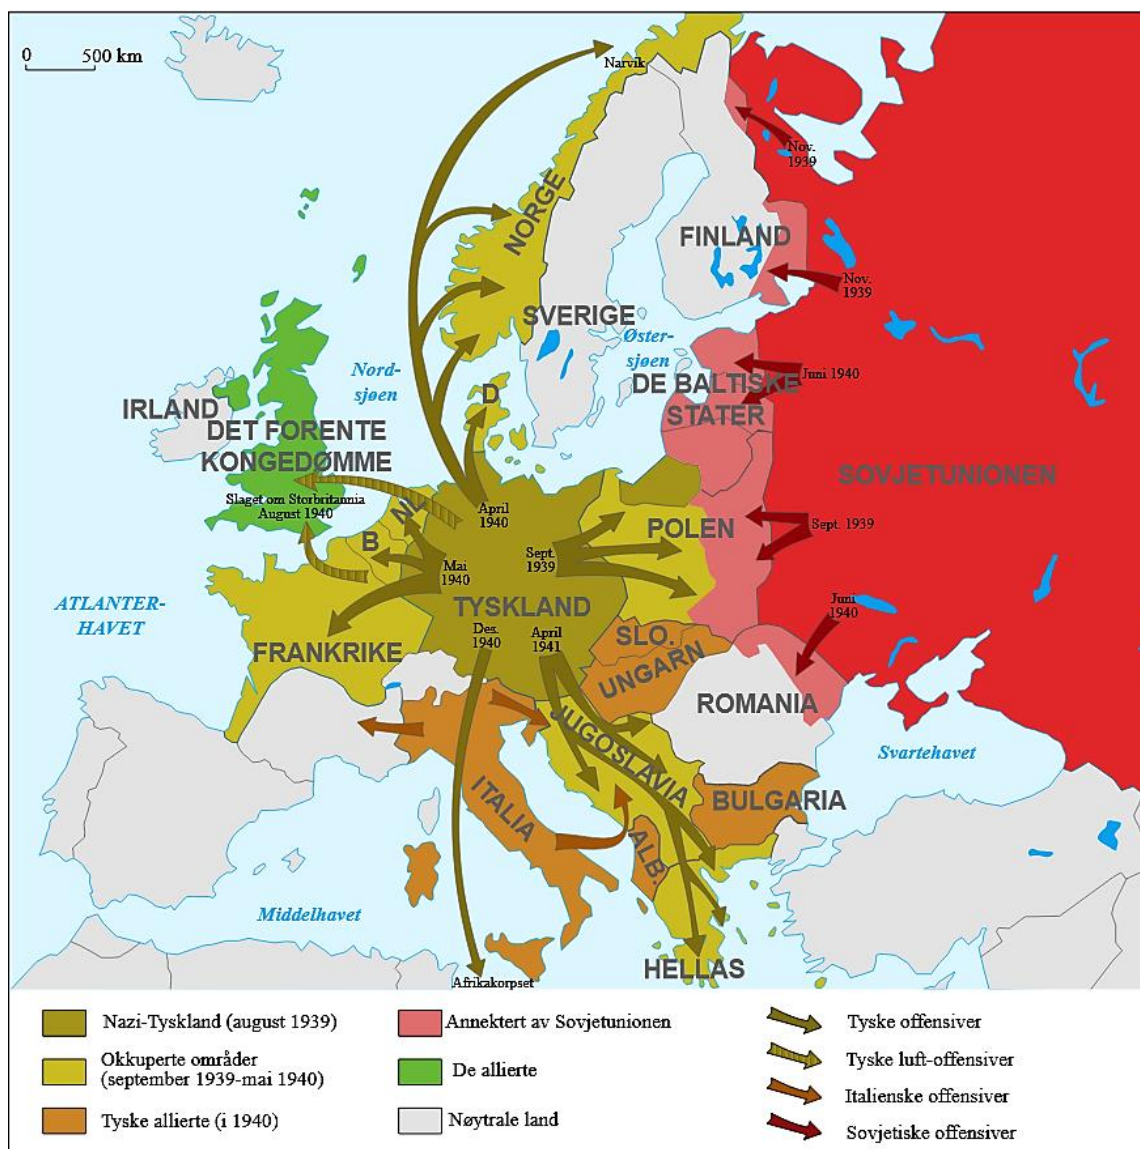 0 500 km
Narvik
Nov.
1939
NORGE
FINLAND
Nov.
1939
SVERIGE
Øster-
sjøen
Nord-
sjøen
Juni 1940
DE BALTISKE
STATER
D
IRLAND
DET FORENTE
KONGEDØMME
SOVJETUNIONEN
Slaget om Storbritannia
August 1940
NL
B
April
1940
POLEN
Sept. 1939
Sept.
1939
Mai
1940
ATLANTER-
HAVET
TYSKLAND
Juni
1940
Des.
1940
April
1941
SLO.
UNGARN
FRANKRIKE
ROMANIA
JUGOSLAVIA
Svartehavet
ITALIA
BULGARIA
ALB.
Middelhavet
HELLAS
Afrikakorpset
Nazi-Tyskland (august 1939)
Okkuperte områder
(september 1939-mai 1940)
Tyske allierte (i 1940)
Annektert av Sovjetunionen
De allierte
Nøytrale land
Tyske offensiver
Tyske luft-offensiver
Italienske offensiver
Sovjetiske offensiver